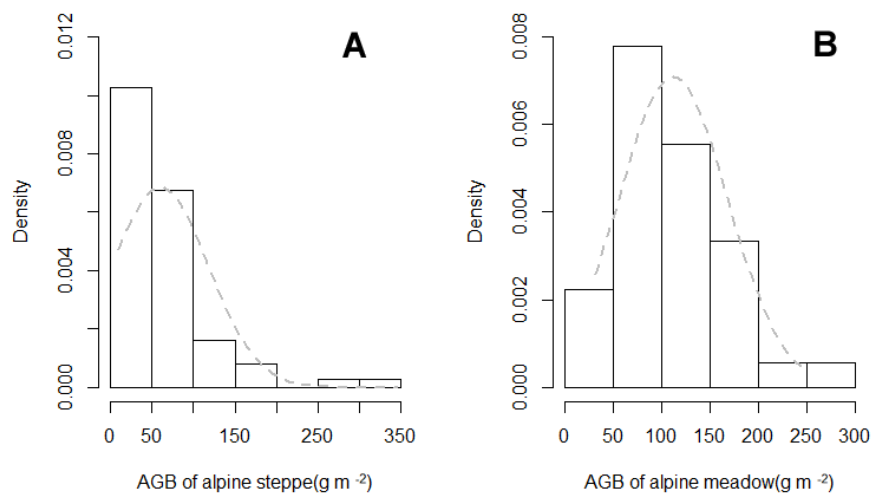 A
Density
0.000 0.004 0.008 0.012
0 50 150 250 350
AGB of alpine steppe(g m -2)
B
Density
0.000 0.002 0.004 0.006 0.008
0 50 100 150 200 250 300
AGB of alpine meadow(g m -2)